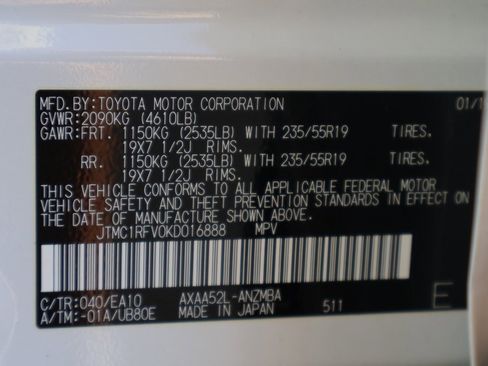 MFD.BY:TOYOTA MOTOR CORPORATION 01/1
GVWR:2090KG (4610LB)
GAWR:FRT. 1150KG (2535LB) WITH 235/55R19 TIRES.
19X7 1/2J RIMS.
RR. 1150KG (2535LB) WITH 235/55R19 TIRES.
19X7 1/2J RIMS.
THIS VEHICLE CONFORMS TO ALL APPLICABLE FEDERAL MOTOR
VEHICLE SAFETY AND THEFT PREVENTION STANDARDS IN EFFECT ON
THE DATE OF MANUFACTURE SHOWN ABOVE.
JTMC1RFV0KD016888 MPV
C/TR:040/EA10 AXAA52L-ANZMBA
A/TM:-01A/UB80E MADE IN JAPAN 511 E